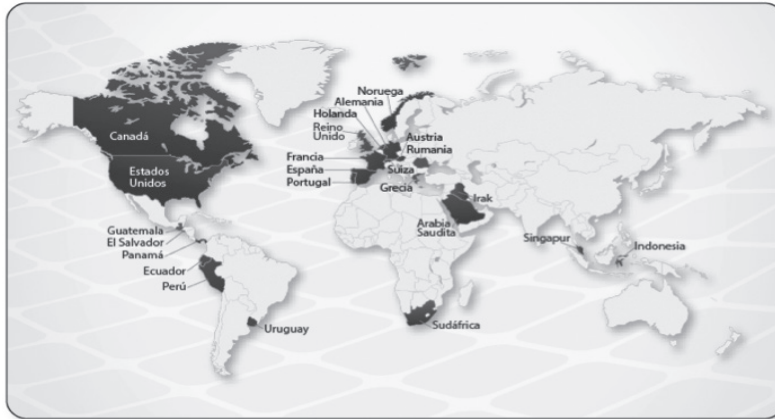 Canadá
Estados
Unidos
Guatemala
El Salvador
Panamá
Ecuador
Perú
Uruguay
Noruega
Alemania
Holanda
Reino
Unido
Francia
España
Portugal
Austria
Rumania
Suiza
Grecia
Irak
Arabia
Saudita
Sudáfrica
Singapur
Indonesia